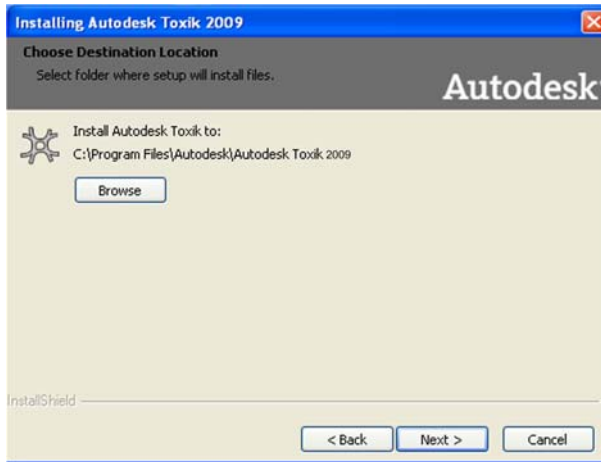 Installing Autodesk Toxik 2009
Choose Destination Location
Select folder where setup will install files.
Autodesk
Install Autodesk Toxik to:
C:\Program Files\Autodesk\Autodesk Toxik 2009
Browse
InstallShield
< Back
Next >
Cancel